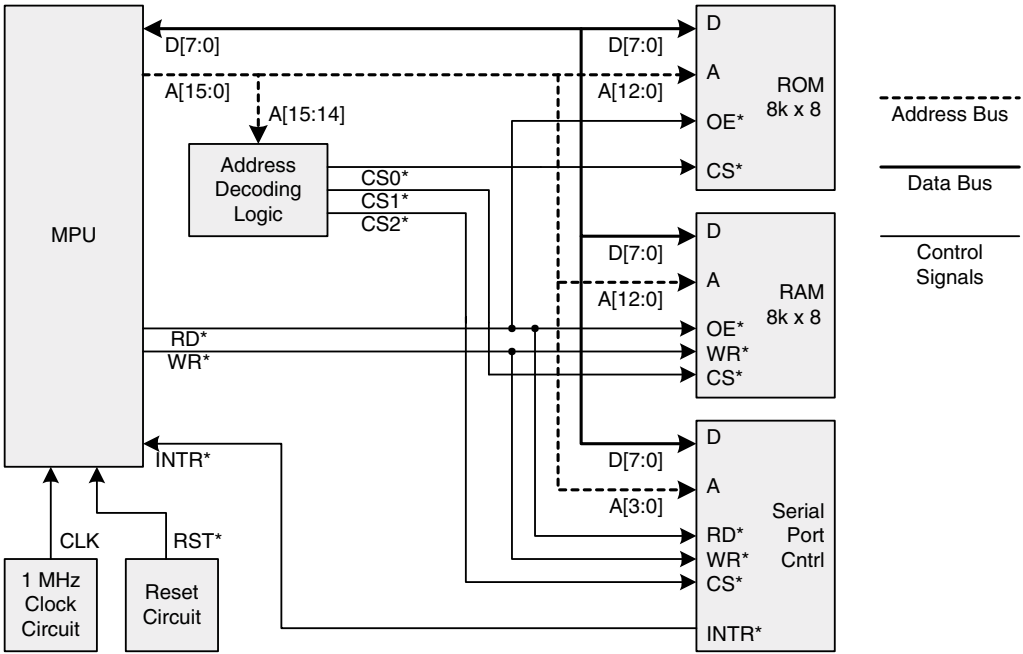 MPU
D[7:0]
A[15:0]
A[15:14]
Address
Decoding
Logic
CS0*
CS1*
CS2*
RD*
WR*
INTR*
CLK
RST*
1 MHz
Clock
Circuit
Reset
Circuit
D[7:0]
A[12:0]
D
A
OE*
CS*
ROM
8k x 8
D[7:0]
A[12:0]
D
A
OE*
WR*
CS*
RAM
8k x 8
D[7:0]
A[3:0]
D
A
RD*
WR*
CS*
INTR*
Serial
Port
Cntrl
Address Bus
Data Bus
Control
Signals